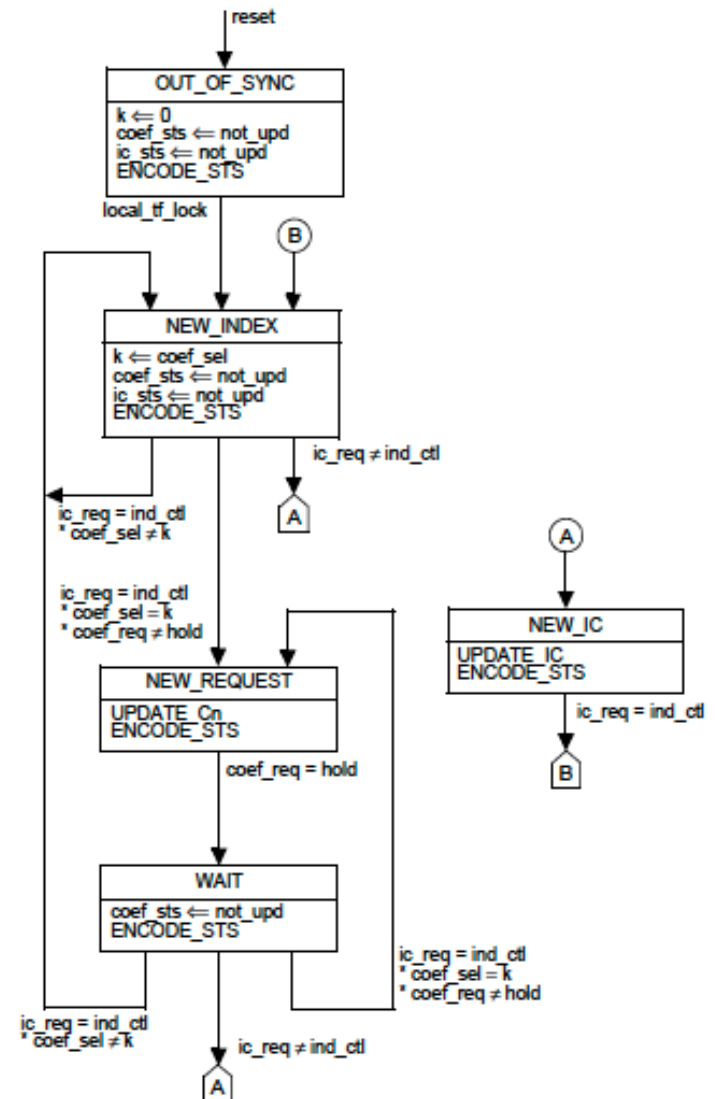 reset
OUT_OF_SYNC
k ⇐ 0
coef_sts ⇐ not_upd
ic_sts ⇐ not_upd
ENCODE_STS
local_tf_lock
B
NEW_INDEX
k ⇐ coef_sel
coef_sts ⇐ not_upd
ic_sts ⇐ not_upd
ENCODE_STS
ic_req ≠ ind_ctl
A
ic_req = ind_ctl
* coef_sel ≠ k
ic_req = ind_ctl
* coef_sel = k
* coef_req ≠ hold
A
NEW_IC
UPDATE_IC
ENCODE_STS
ic_req = ind_ctl
B
NEW_REQUEST
UPDATE_Cn
ENCODE_STS
coef_req = hold
WAIT
coef_sts ⇐ not_upd
ENCODE_STS
ic_req = ind_ctl
* coef_sel = k
* coef_req ≠ hold
ic_req = ind_ctl
* coef_sel ≠ k
ic_req ≠ ind_ctl
A